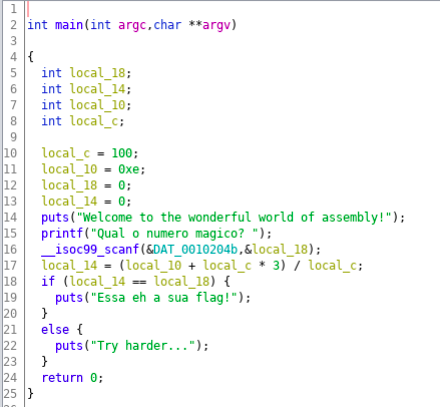 1
2 int main(int argc,char **argv)
3
4 {
5 int local_18;
6 int local_14;
7 int local_10;
8 int local_c;
9
10 local_c = 100;
11 local_10 = 0xe;
12 local_18 = 0;
13 local_14 = 0;
14 puts("Welcome to the wonderful world of assembly!");
15 printf("Qual o numero magico? ");
16 __isoc99_scanf(&DAT_0010204b,&local_18);
17 local_14 = (local_10 + local_c * 3) / local_c;
18 if (local_14 == local_18) {
19 puts("Essa eh a sua flag!");
20 }
21 else {
22 puts("Try harder...");
23 }
24 return 0;
25 }